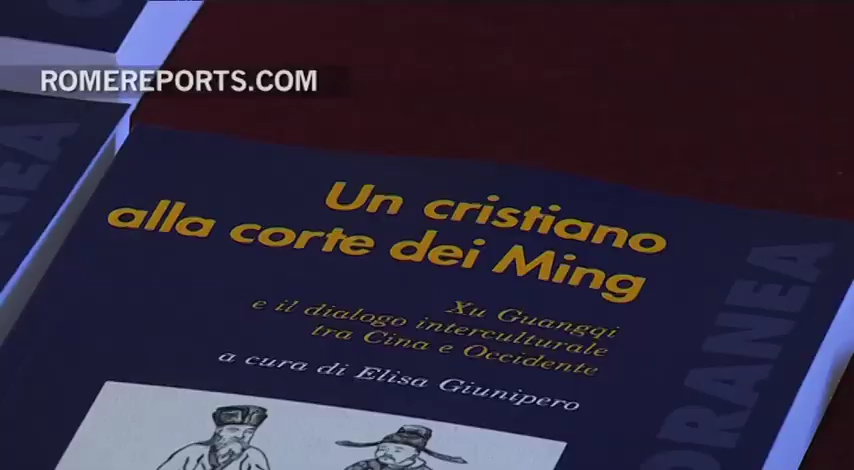 ROMEREPORTS.COM
Un cristiano
alla corte dei Ming
Xu Guangqi
e il dialogo interculturale
tra Cina e Occidente
a cura di Elisa Giunipero